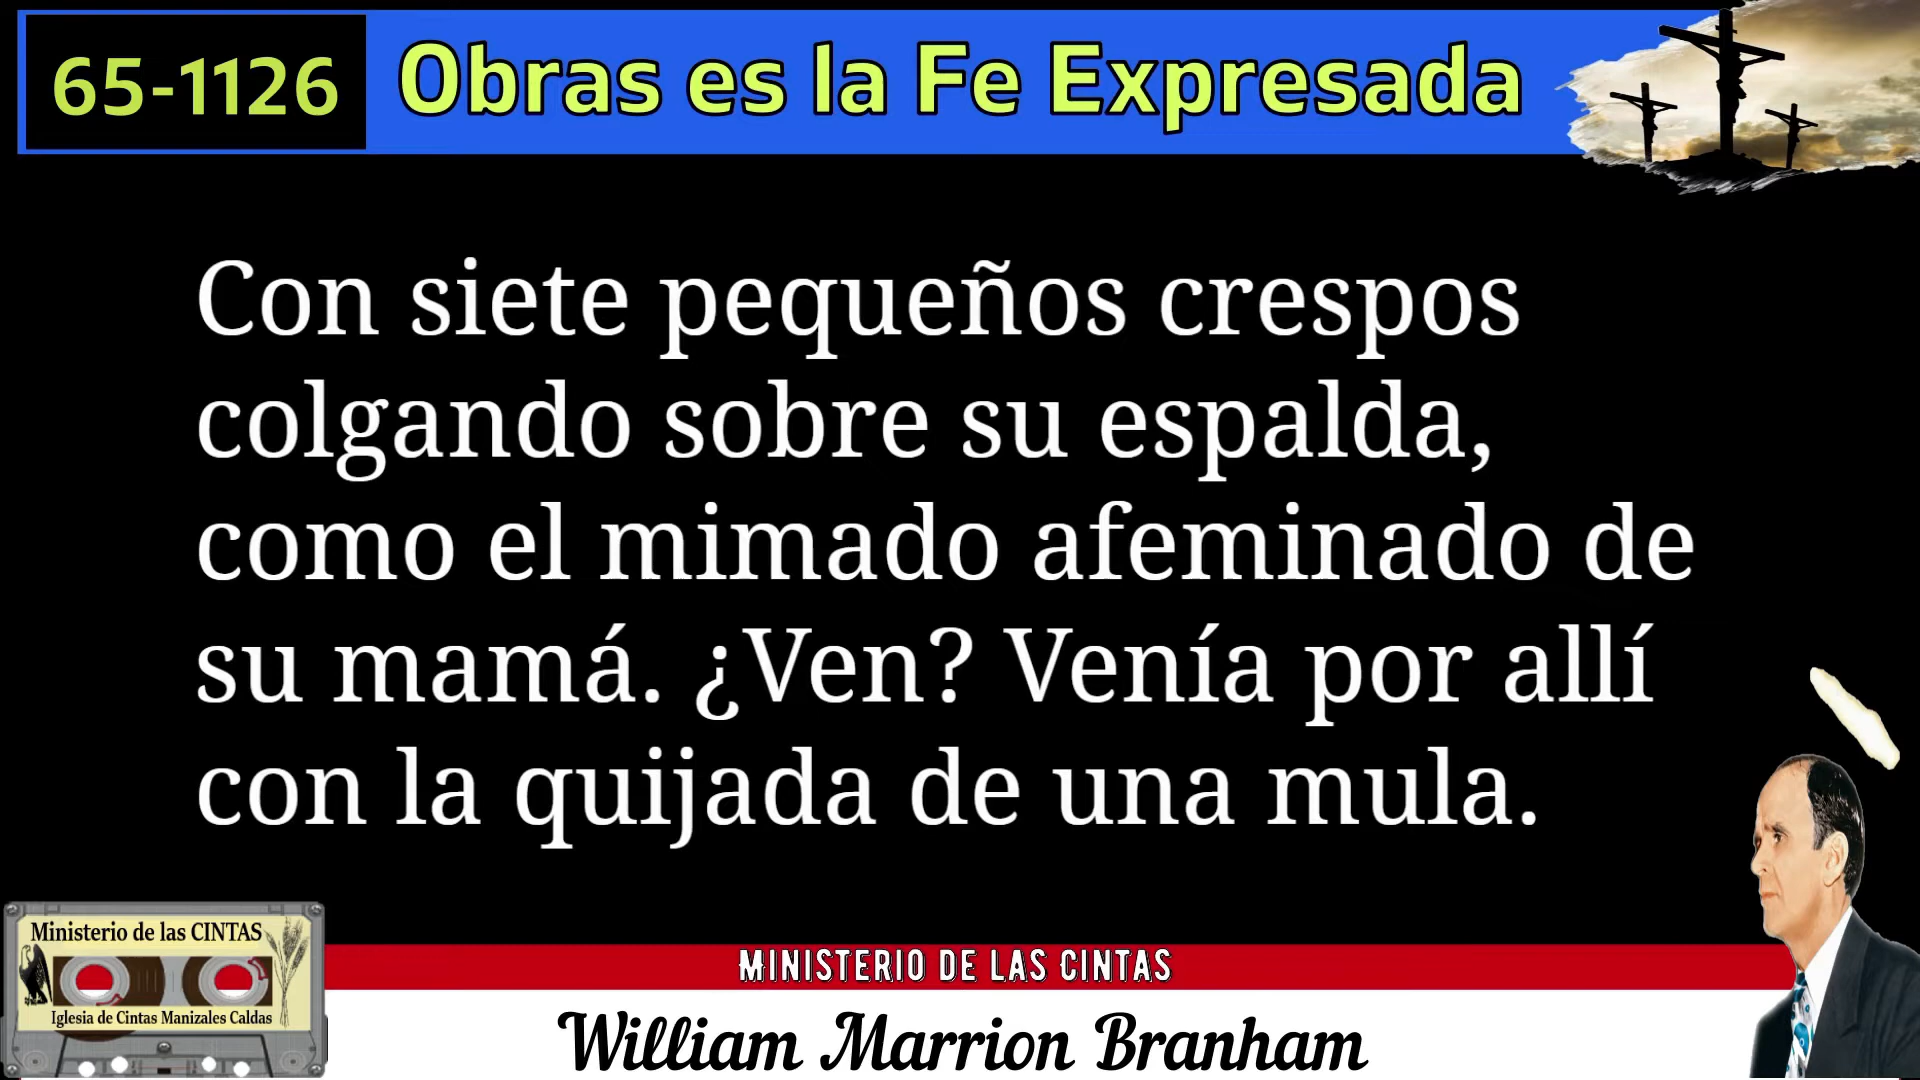 65-1126 Obras es la Fe Expresada
Con siete pequeños crespos
colgando sobre su espalda,
como el mimado afeminado de
su mamá. ¿Ven? Venía por allí
con la quijada de una mula.
Ministerio de las CINTAS
Iglesia de Cintas Manizales Caldas
MINISTERIO DE LAS CINTAS
William Marrion Branham